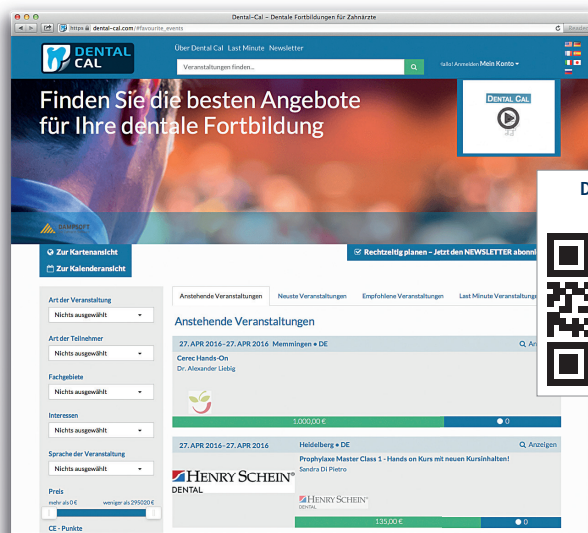 Dental-Cal – Dentale Fortbildungen für Zahnärzte
https dental-cal.com/#favourite_events
Reader
DENTAL
CAL
Über Dental Cal Last Minute Newsletter
Veranstaltungen finden...
Hallo! Anmelden Mein Konto
Finden Sie die besten Angebote
für Ihre dentale Fortbildung
DENTAL CAL
DAMPSOFT
D
Zur Kartenansicht
Rechtzeitig planen – Jetzt den NEWSLETTER abonni
Zur Kalenderansicht
Anstehende Veranstaltungen
Neuste Veranstaltungen
Empfohlene Veranstaltungen
Last Minute Veranstaltunge
Art der Veranstaltung
Nichts ausgewählt
Art der Teilnehmer
Nichts ausgewählt
Fachgebiete
Nichts ausgewählt
Interessen
Nichts ausgewählt
Sprache der Veranstaltung
Nichts ausgewählt
Preis
mehr als 0 € weniger als 295020 €
CE - Punkte
Anstehende Veranstaltungen
27. APR 2016–27. APR 2016 Memmingen • DE
Cerec Hands-On
Dr. Alexander Liebig
1.000,00 €
0
27. APR 2016–27. APR 2016
Heidelberg • DE
Anzeigen
Prophylaxe Master Class 1 - Hands on Kurs mit neuen Kursinhalten!
Sandra DI Pietro
HENRY SCHEIN®
DENTAL
HENRY SCHEIN®
DENTAL
135,00 €
0